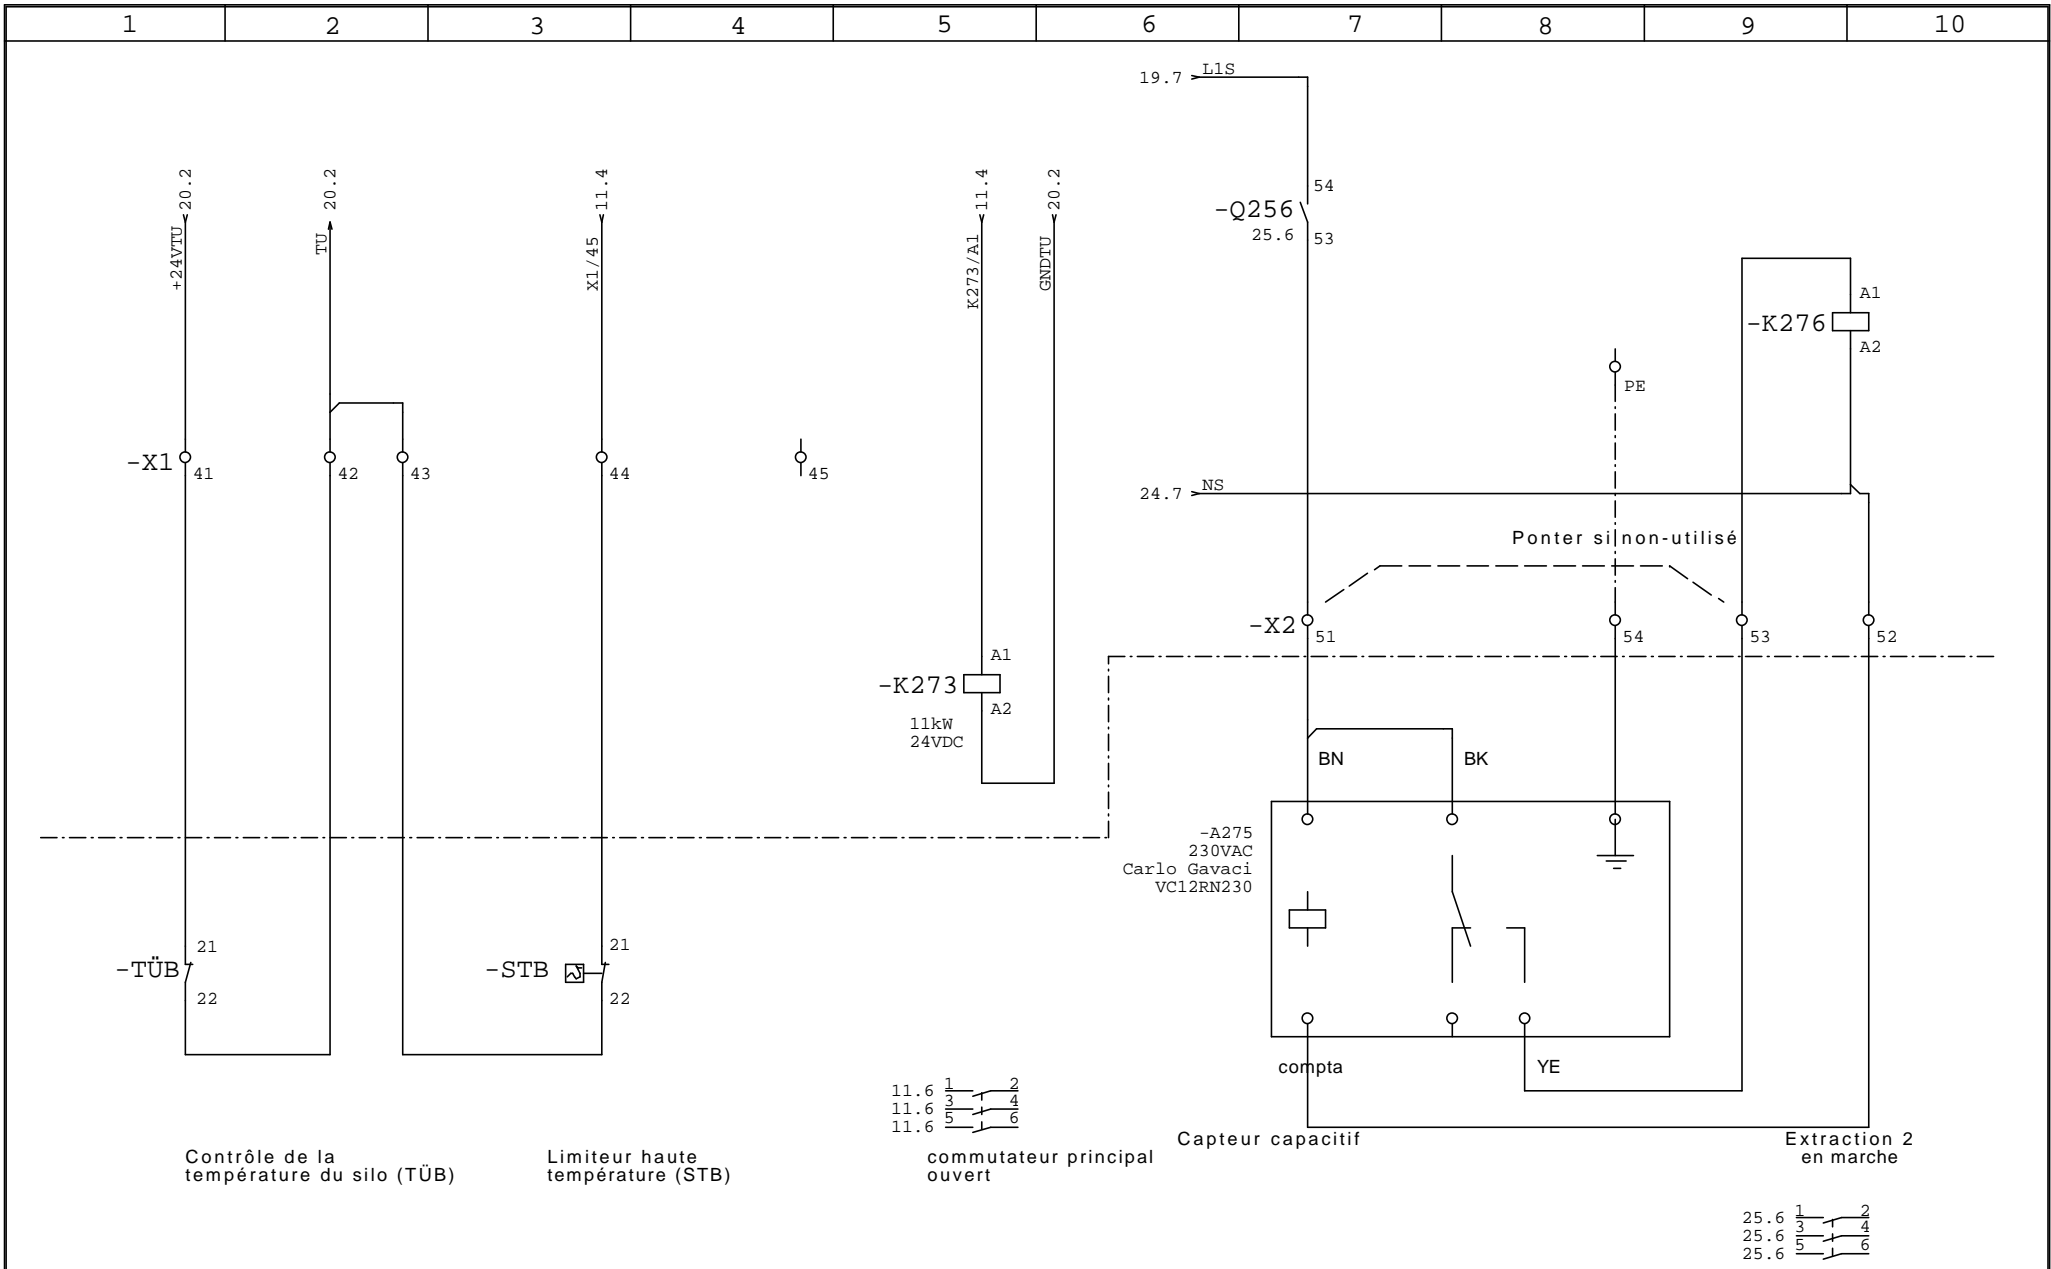 1 2 3 4 5 6 7 8 9 10
19.7 L1S
20.2
+24VTU
20.2
TU
11.4
X1/45
11.4
K273/A1
20.2
GNDTU
54
-Q256
25.6 53
A1
-K276
A2
PE
-X1 41 42 43 44 45
24.7 NS
Ponter si non-utilisé
-X2 51 54 53 52
A1
-K273
A2
11kW
24VDC
BN BK
-A275
230VAC
Carlo Gavaci
VC12RN230
21
-TÜB
22
21
-STB
22
compta YE
11.6 1 2
11.6 3 4
11.6 5 6
Contrôle de la
température du silo (TÜB)
Limiteur haute
température (STB)
commutateur principal
ouvert
Capteur capacitif
Extraction 2
en marche
25.6 1 2
25.6 3 4
25.6 5 6